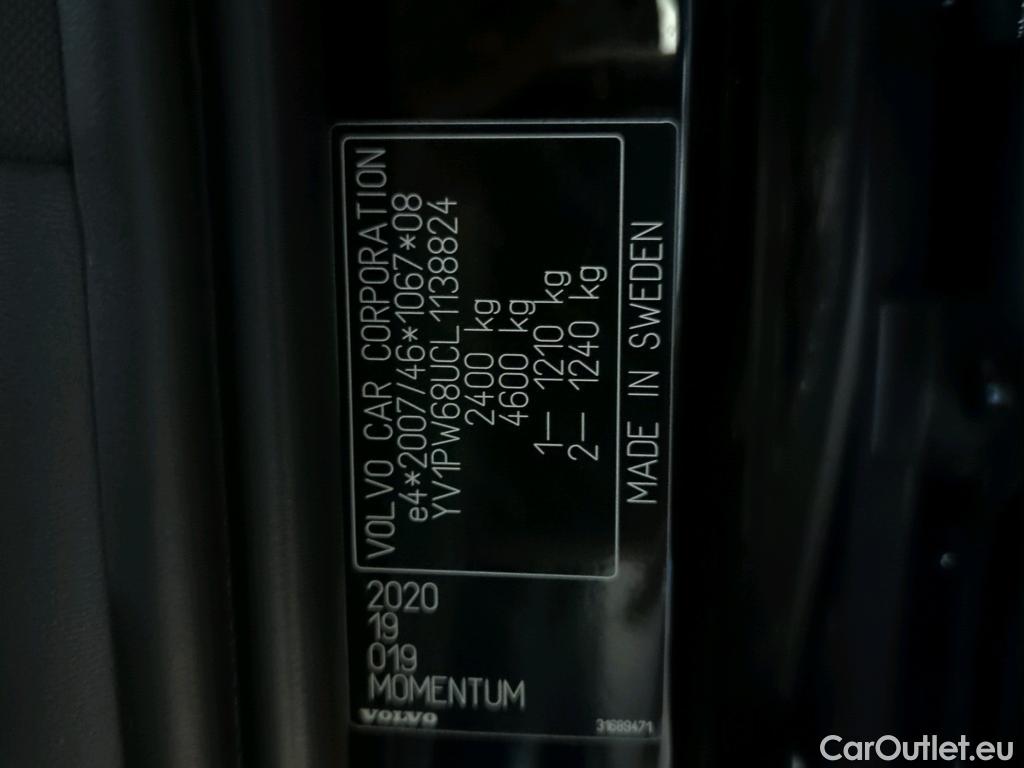 VOLVO CAR CORPORATION
e4*2007/46*1067*08
YV1PW68UCL1138824
2400 kg
4600 kg
1— 1210 kg
2— 1240 kg
MADE IN SWEDEN
2020
19
019
MOMENTUM
VOLVO
31689471
CarOutlet.eu